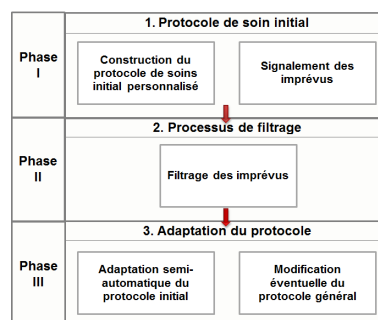 1. Protocole de soin initial
Phase
I
Construction du
protocole de soins
initial personnalisé
Signalement des
imprévus
2. Processus de filtrage
Phase
II
Filtrage des imprévus
3. Adaptation du protocole
Phase
III
Adaptation semi-
automatique du
protocole initial
Modification
éventuelle du
protocole général